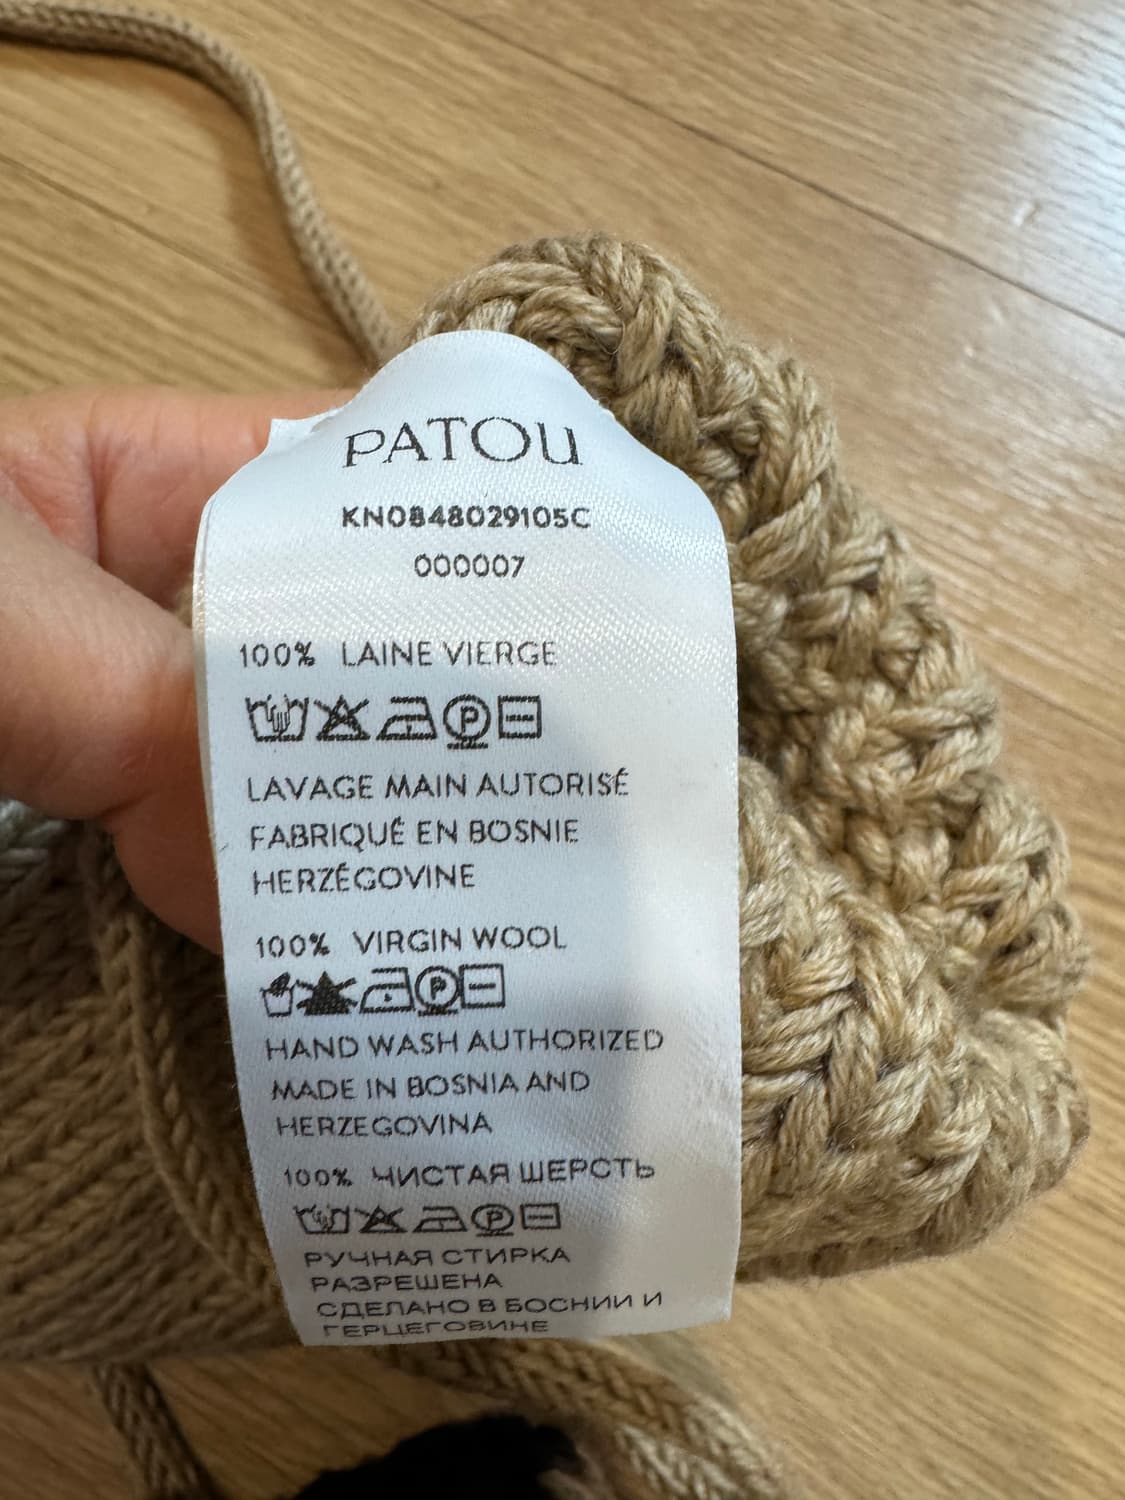 PATOU
KN0848029105C
000007
100% LAINE VIERGE
P
LAVAGE MAIN AUTORISÉ
FABRIQUÉ EN BOSNIE
HERZÉGOVINE
100% VIRGIN WOOL
P
HAND WASH AUTHORIZED
MADE IN BOSNIA AND
HERZEGOVINA
100% ЧИСТАЯ ШЕРСТЬ
P
РУЧНАЯ СТИРКА
РАЗРЕШЕНА
СДЕЛАНО В БОСНИИ И
ГЕРЦЕГОВИНЕ